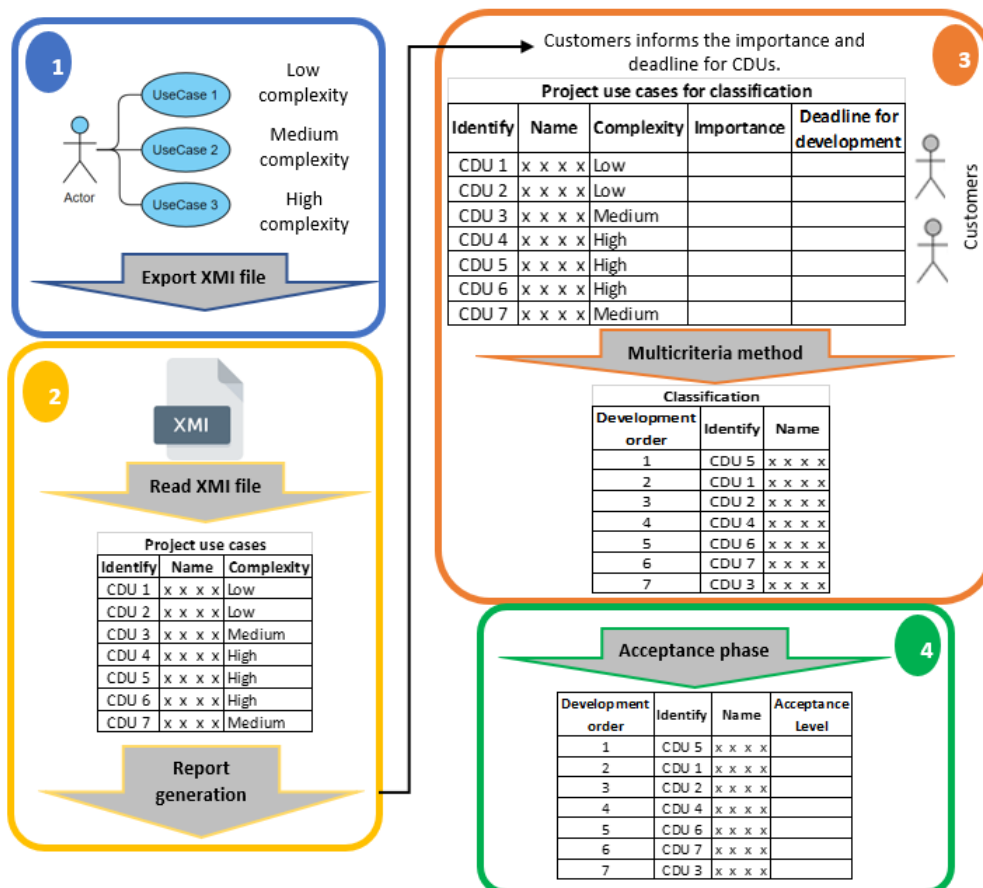 1
Low
complexity
UseCase 1
Medium
complexity
UseCase 2
High
complexity
UseCase 3
Actor
Export XMI file
2
XMI
Read XMI file
Project use cases
Identify Name Complexity
CDU 1 x x x x Low
CDU 2 x x x x Low
CDU 3 x x x x Medium
CDU 4 x x x x High
CDU 5 x x x x High
CDU 6 x x x x High
CDU 7 x x x x Medium
Report
generation
3
Customers informs the importance and
deadline for CDUs.
Project use cases for classification
Identify Name Complexity Importance Deadline for
development
CDU 1 x x x x Low
CDU 2 x x x x Low
CDU 3 x x x x Medium
CDU 4 x x x x High
CDU 5 x x x x High
CDU 6 x x x x High
CDU 7 x x x x Medium
Customers
Multicriteria method
Classification
Development
order Identify Name
1 CDU 5 x x x x
2 CDU 1 x x x x
3 CDU 2 x x x x
4 CDU 4 x x x x
5 CDU 6 x x x x
6 CDU 7 x x x x
7 CDU 3 x x x x
4
Acceptance phase
Development
order Identify Name Acceptance
Level
1 CDU 5 x x x x
2 CDU 1 x x x x
3 CDU 2 x x x x
4 CDU 4 x x x x
5 CDU 6 x x x x
6 CDU 7 x x x x
7 CDU 3 x x x x